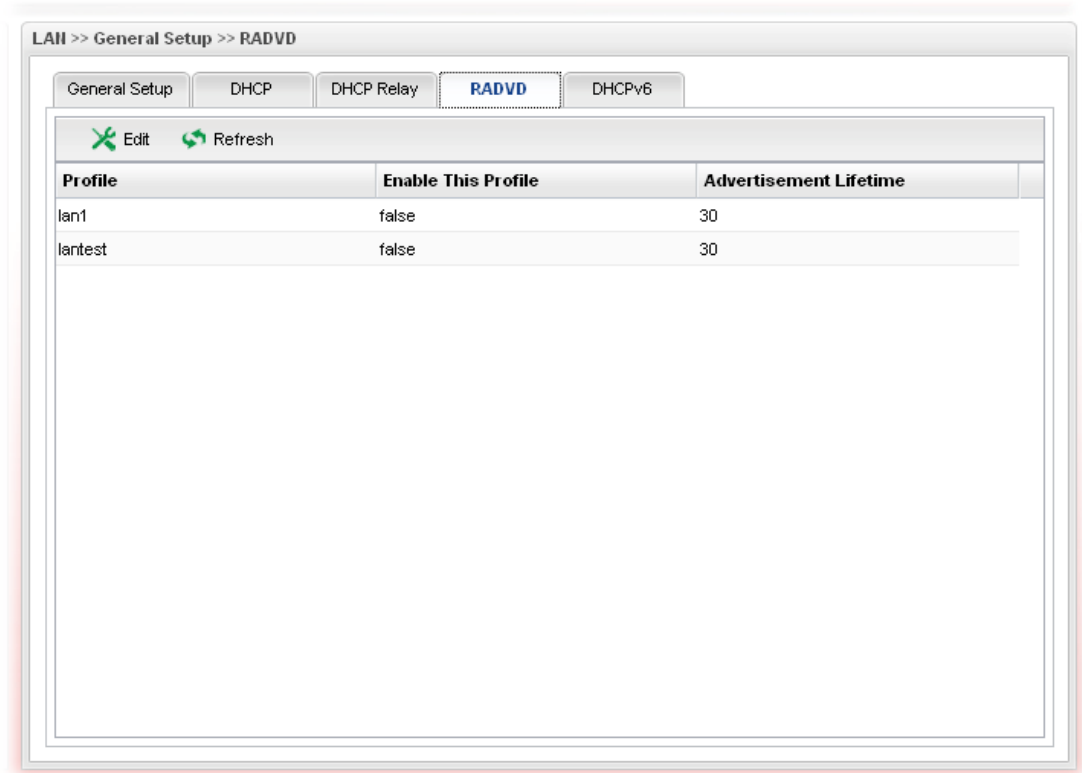 LAN >> General Setup >> RADVD
General Setup DHCP DHCP Relay RADVD DHCPv6
Edit Refresh
Profile Enable This Profile Advertisement Lifetime
lan1 false 30
lantest false 30